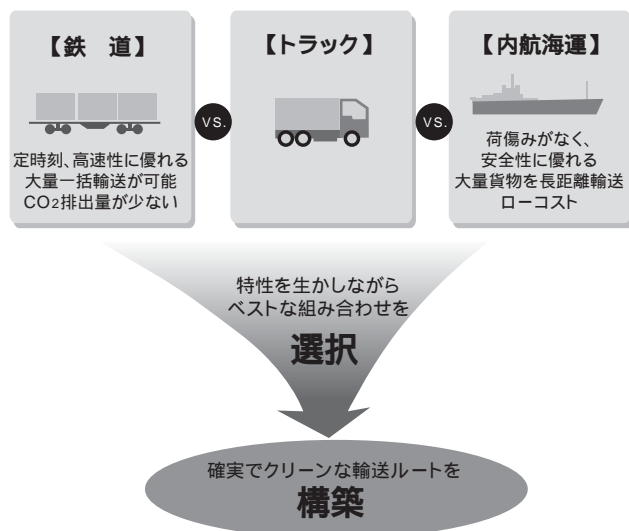 【鉄　道】
定時刻、高速性に優れる
大量一括輸送が可能
CO2排出量が少ない
vs.
【トラック】
vs.
【内航海運】
荷傷みがなく、
安全性に優れる
大量貨物を長距離輸送
ローコスト
特性を生かしながら
ベストな組み合わせを
選択
確実でクリーンな輸送ルートを
構築